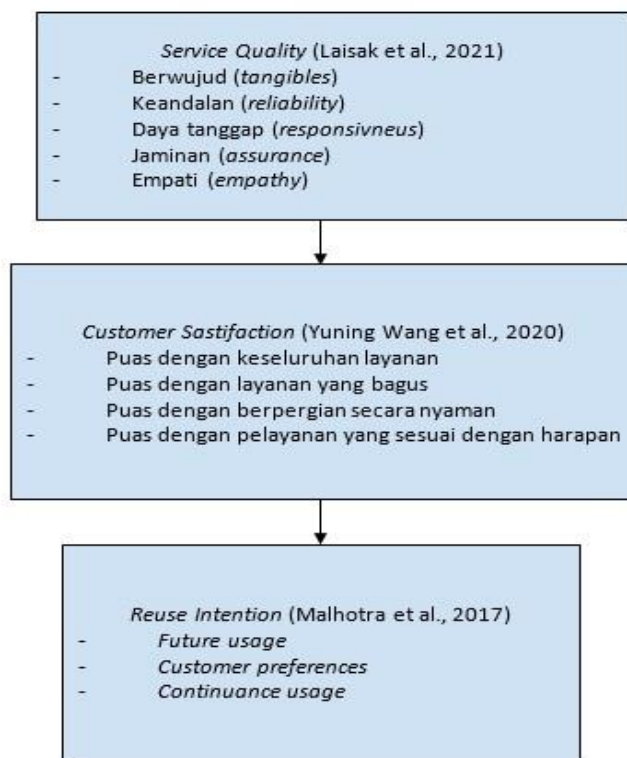 Service Quality (Laisak et al., 2021)
- Berwujud (tangibles)
- Keandalan (reliability)
- Daya tanggap (responsivneus)
- Jaminan (assurance)
- Empati (empathy)
Customer Sastifaction (Yuning Wang et al., 2020)
- Puas dengan keseluruhan layanan
- Puas dengan layanan yang bagus
- Puas dengan berpergian secara nyaman
- Puas dengan pelayanan yang sesuai dengan harapan
Reuse Intention (Malhotra et al., 2017)
- Future usage
- Customer preferences
- Continuance usage